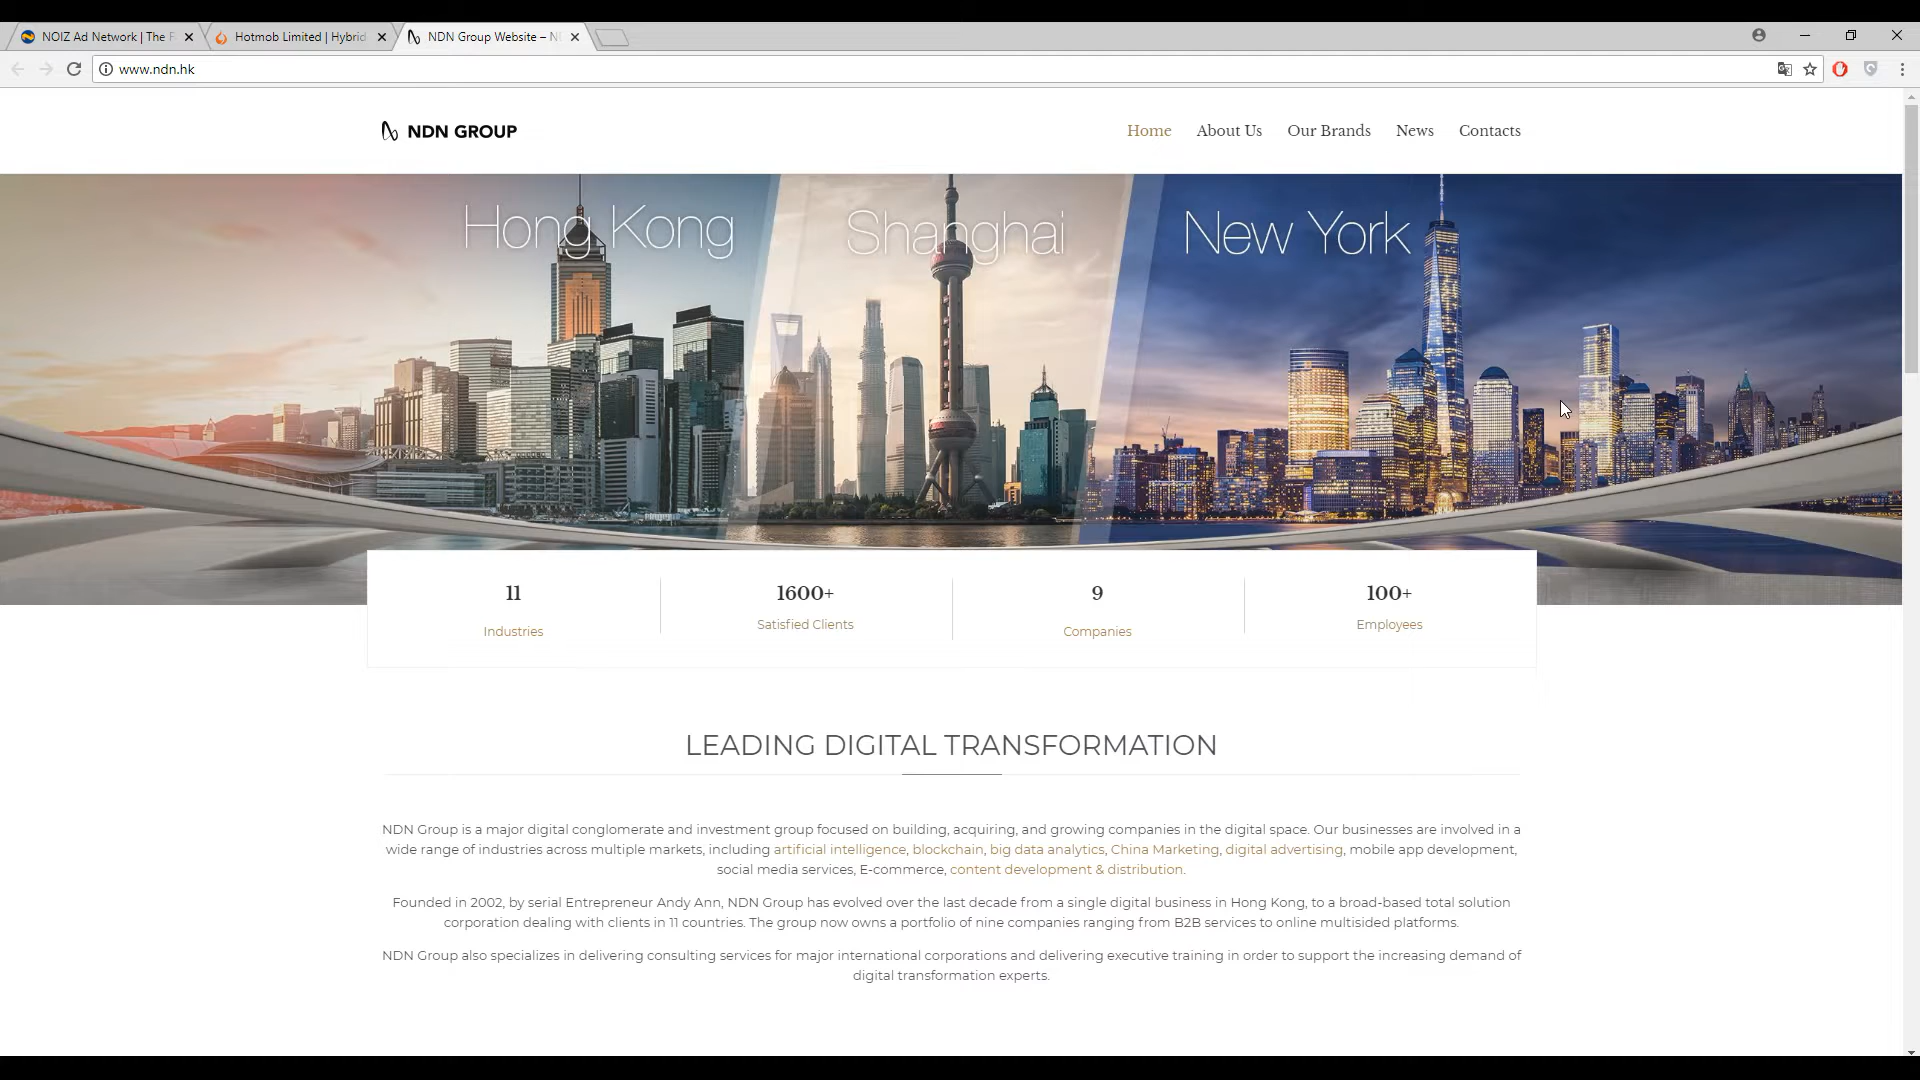 NOIZ Ad Network | The F
Hotmob Limited | Hybrid
NDN Group Website – N
www.ndn.hk
NDN GROUP
Home About Us Our Brands News Contacts
Hong Kong Shanghai New York
11 1600+ 9 100+
Industries Satisfied Clients Companies Employees
LEADING DIGITAL TRANSFORMATION
NDN Group is a major digital conglomerate and investment group focused on building, acquiring, and growing companies in the digital space. Our businesses are involved in a
wide range of industries across multiple markets, including artificial intelligence, blockchain, big data analytics, China Marketing, digital advertising, mobile app development,
social media services, E-commerce, content development & distribution.
Founded in 2002, by serial Entrepreneur Andy Ann, NDN Group has evolved over the last decade from a single digital business in Hong Kong, to a broad-based total solution
corporation dealing with clients in 11 countries. The group now owns a portfolio of nine companies ranging from B2B services to online multisided platforms.
NDN Group also specializes in delivering consulting services for major international corporations and delivering executive training in order to support the increasing demand of
digital transformation experts.